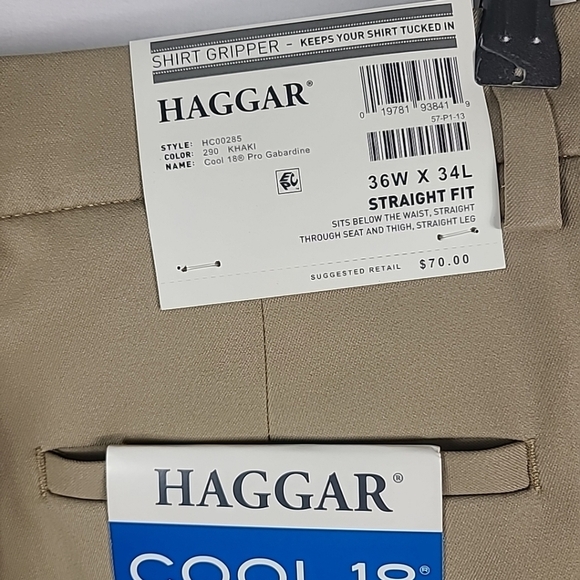 SHIRT GRIPPER – KEEPS YOUR SHIRT TUCKED IN
HAGGAR®
STYLE: HC00285
COLOR: 290 KHAKI
NAME: Cool 18® Pro Gabardine
0 19781 93841 9
57-P1-13
36W X 34L
STRAIGHT FIT
SITS BELOW THE WAIST, STRAIGHT
THROUGH SEAT AND THIGH, STRAIGHT LEG
SUGGESTED RETAIL $70.00
HAGGAR®
COOL 18®